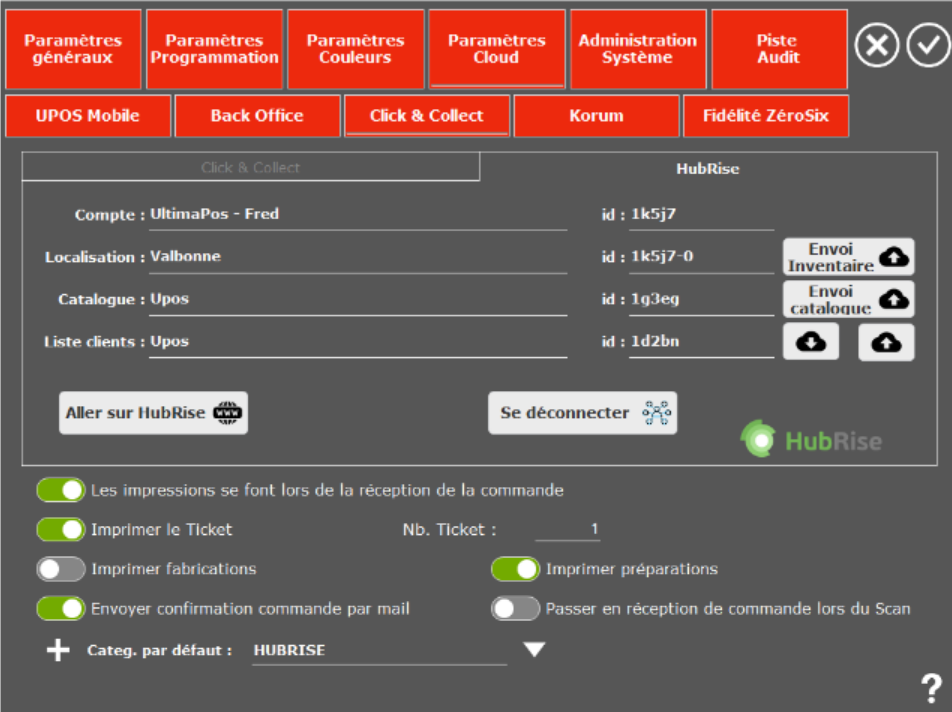 Paramètres
généraux
Paramètres
Programmation
Paramètres
Couleurs
Paramètres
Cloud
Administration
Système
Piste
Audit
UPOS Mobile
Back Office
Click & Collect
Korum
Fidélité ZéroSix
Click & Collect
HubRise
Compte : UltimaPos - Fred
id : 1k5j7
Localisation : Valbonne
id : 1k5j7-0
Envoi
Inventaire
Catalogue : Upos
id : 1g3eg
Envoi
catalogue
Liste clients : Upos
id : 1d2bn
Aller sur HubRise WWW
Se déconnecter
HubRise
Les impressions se font lors de la réception de la commande
Imprimer le Ticket
Nb. Ticket : 1
Imprimer fabrications
Imprimer préparations
Envoyer confirmation commande par mail
Passer en réception de commande lors du Scan
+ Categ. par défaut : HUBRISE
?